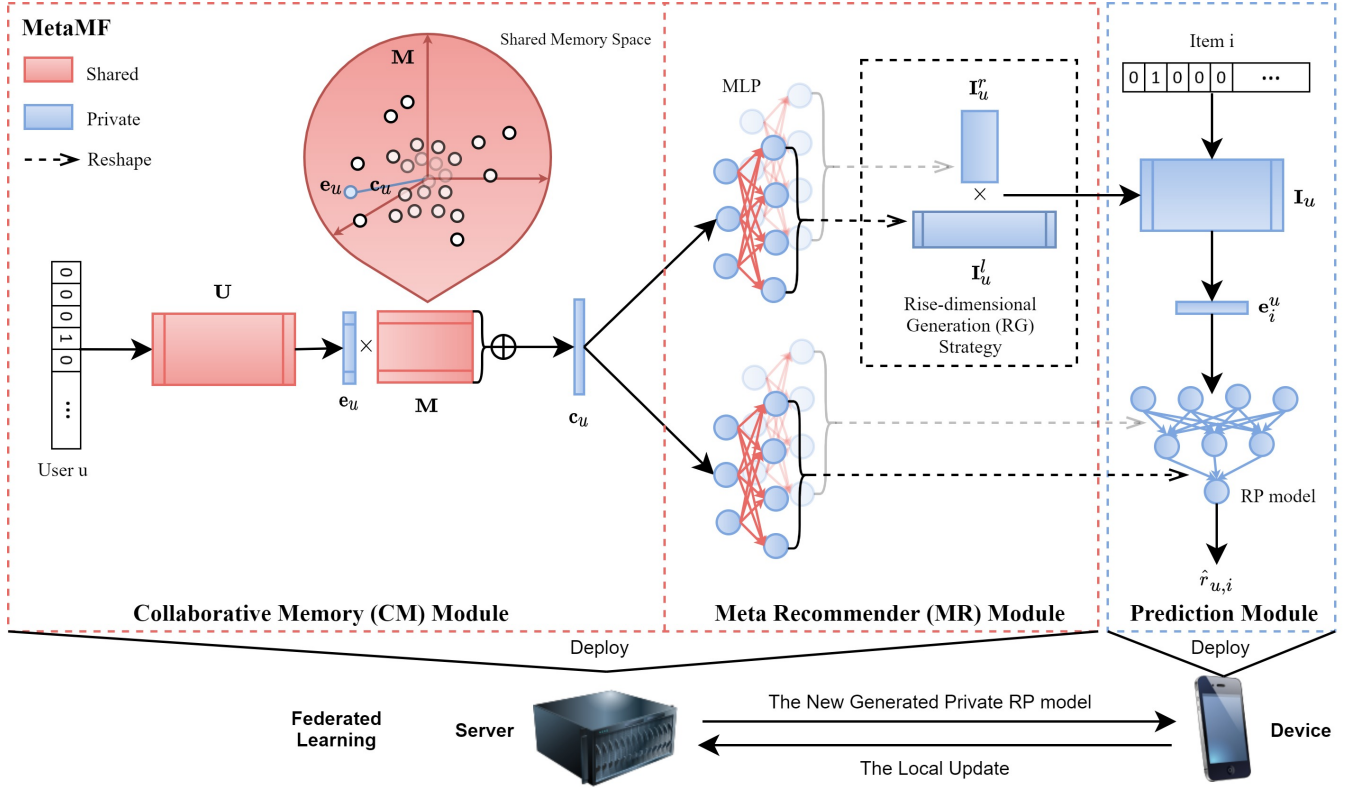 MetaMF
Shared
Private
Reshape
Shared Memory Space
M
e_u
c_u
0
0
0
1
0
...
User u
U
e_u
×
M
⊕
c_u
MLP
I_u^r
×
I_u^l
Rise-dimensional
Generation (RG)
Strategy
Item i
0 1 0 0 0 ...
I_u
e_i^u
RP model
r̂_{u,i}
Collaborative Memory (CM) Module
Meta Recommender (MR) Module
Prediction Module
Deploy
Deploy
Federated
Learning
Server
The New Generated Private RP model
The Local Update
Device